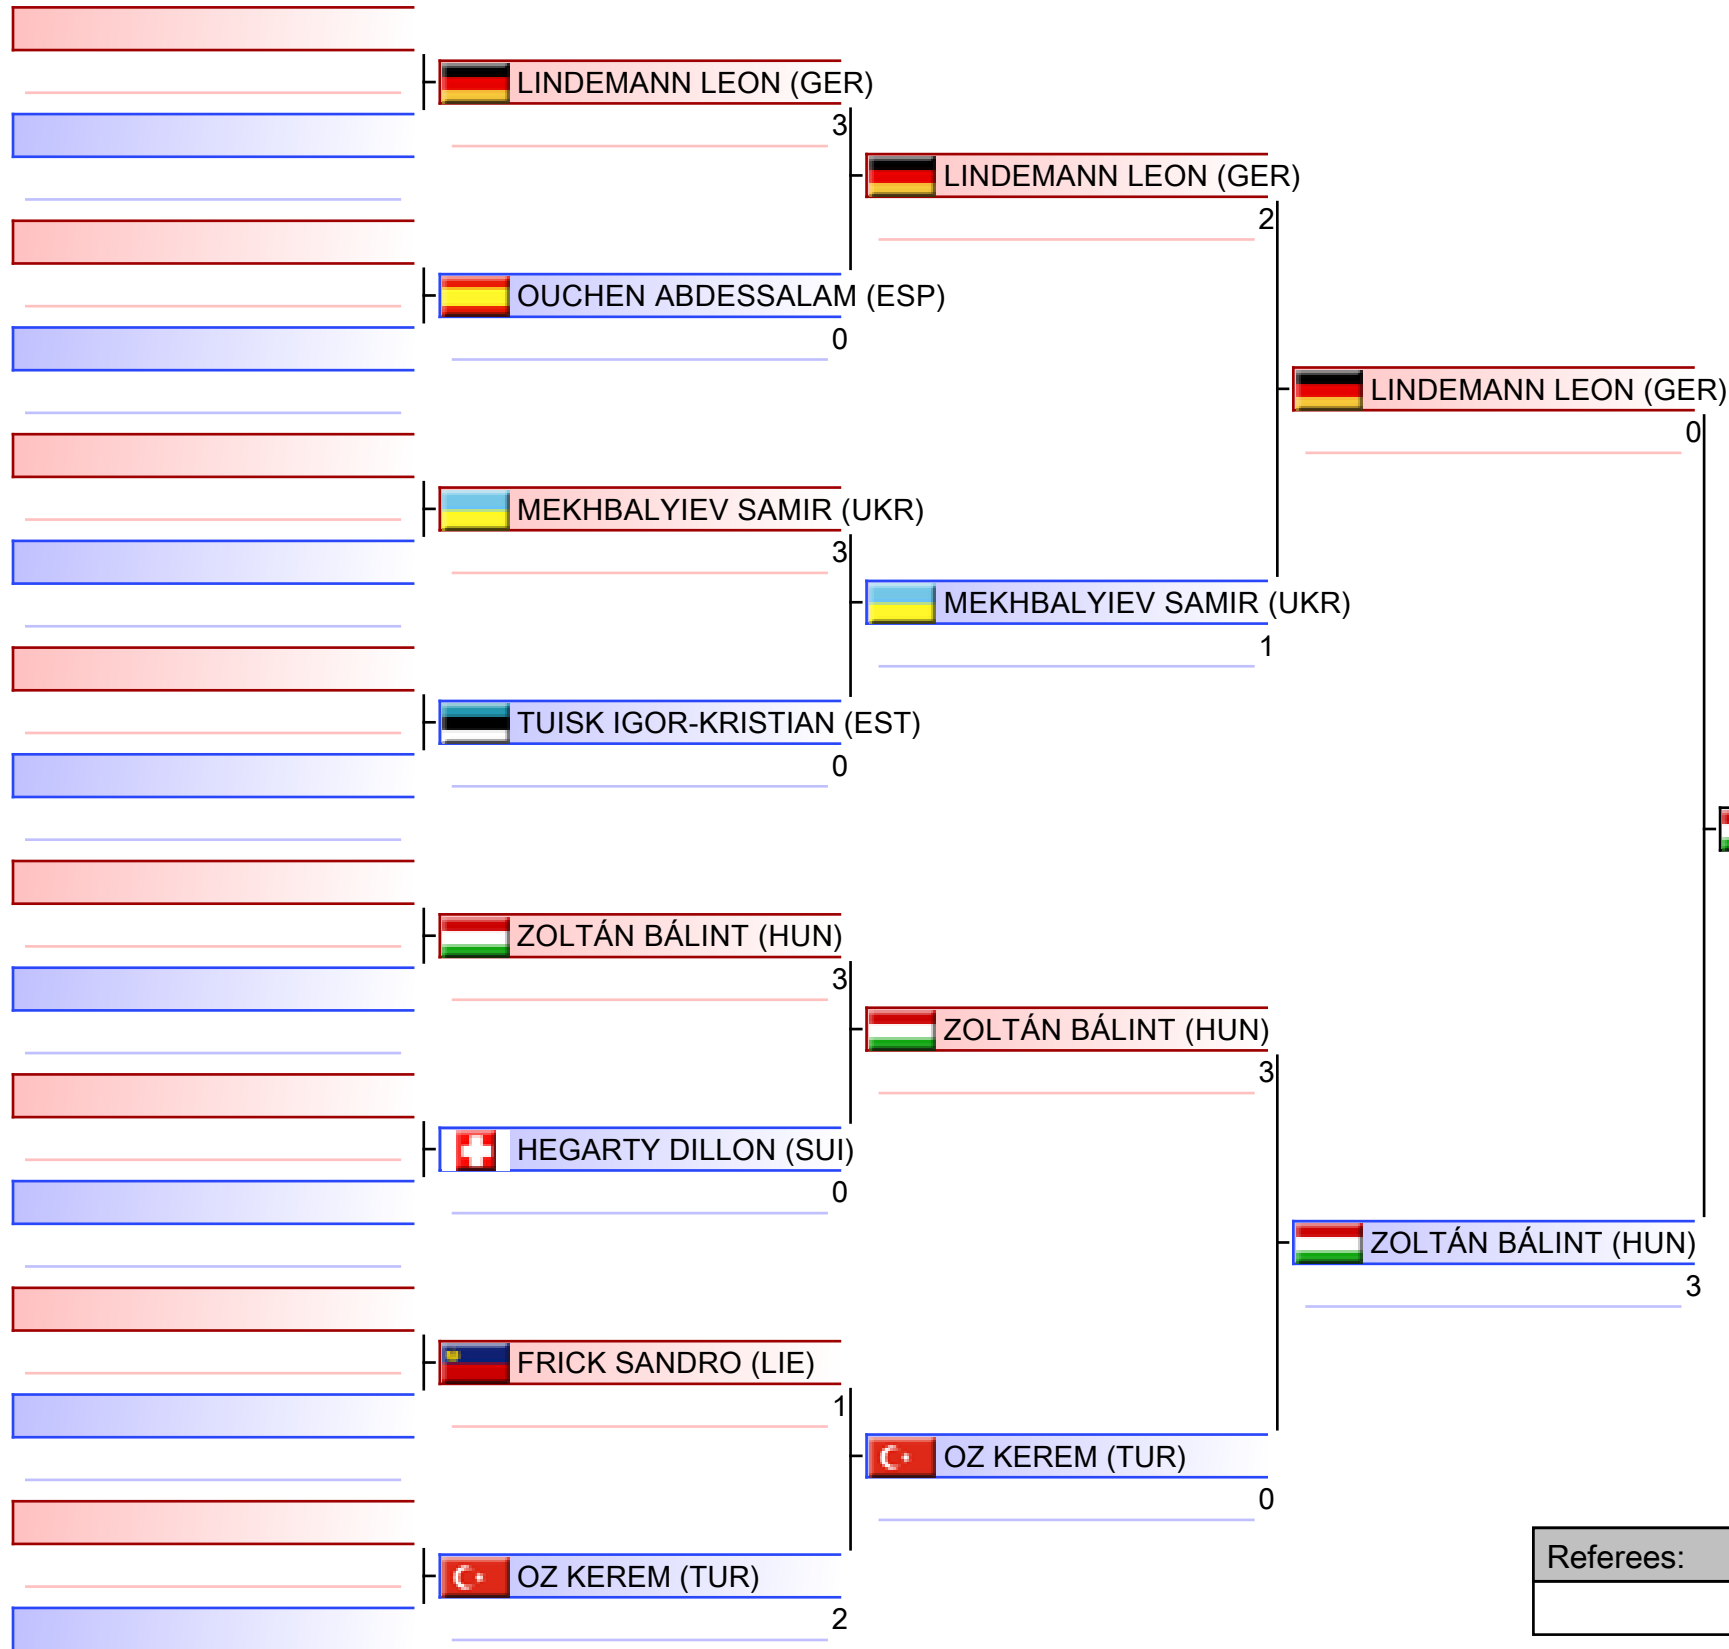 LINDEMANN LEON (GER)
3
LINDEMANN LEON (GER)
2
OUCHEN ABDESSALAM (ESP)
0
LINDEMANN LEON (GER)
0
MEKHBALYIEV SAMIR (UKR)
3
MEKHBALYIEV SAMIR (UKR)
1
TUISK IGOR-KRISTIAN (EST)
0
ZOLTÁN BÁLINT (HUN)
3
ZOLTÁN BÁLINT (HUN)
3
HEGARTY DILLON (SUI)
0
ZOLTÁN BÁLINT (HUN)
3
FRICK SANDRO (LIE)
1
OZ KEREM (TUR)
0
OZ KEREM (TUR)
2
Referees: